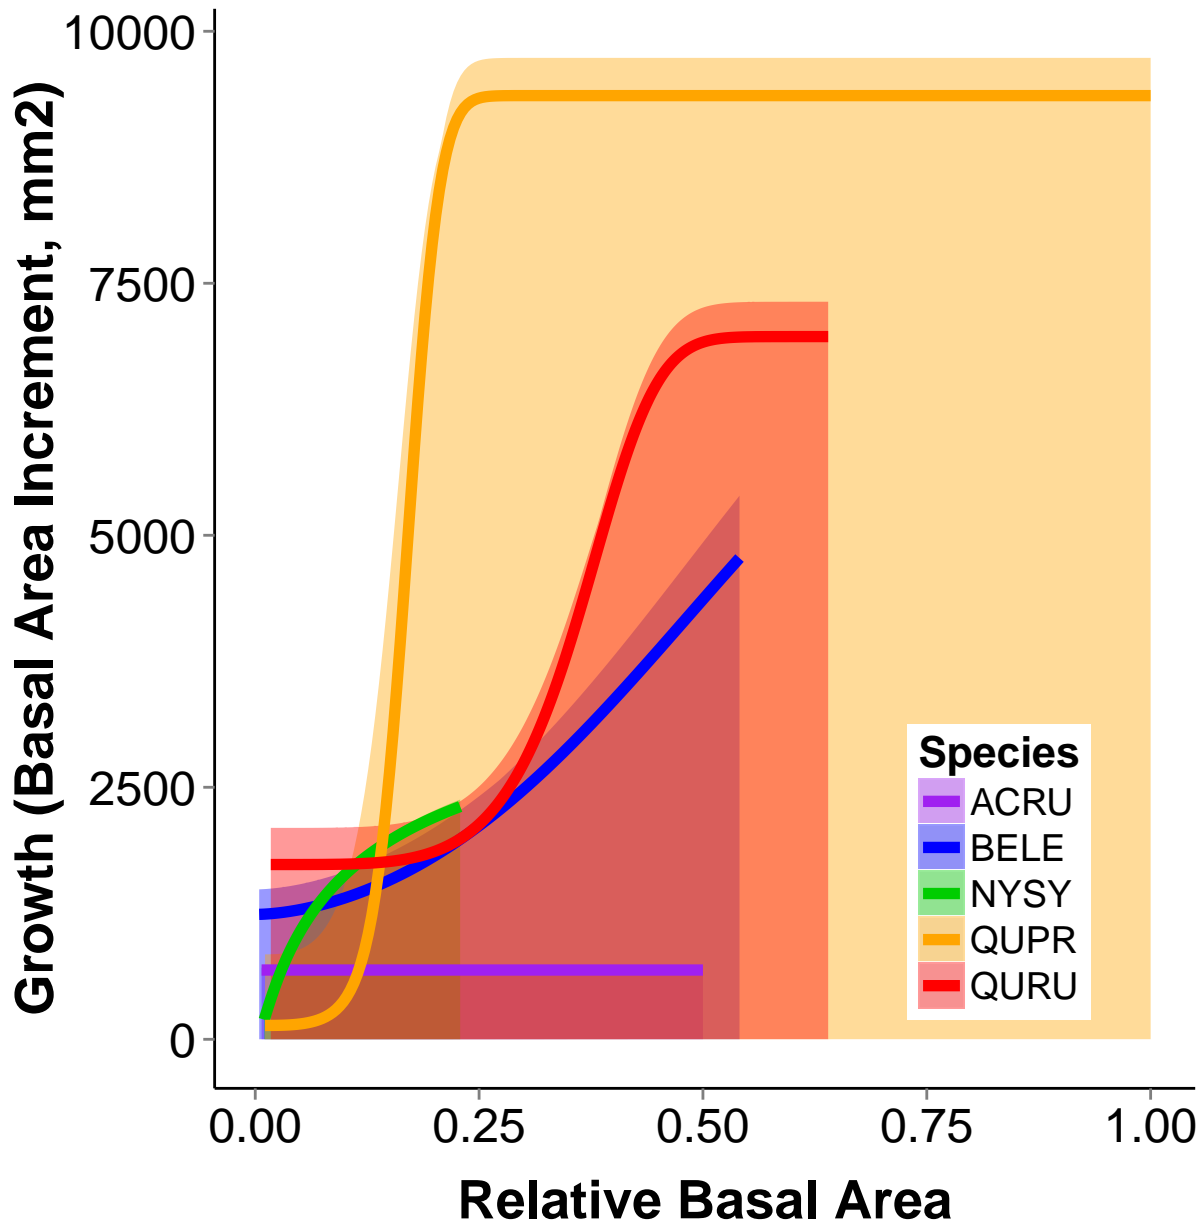 Growth (Basal Area Increment, mm2)
10000
7500
5000
2500
0
Species
ACRU
BELE
NYSY
QUPR
QURU
0.00 0.25 0.50 0.75 1.00
Relative Basal Area